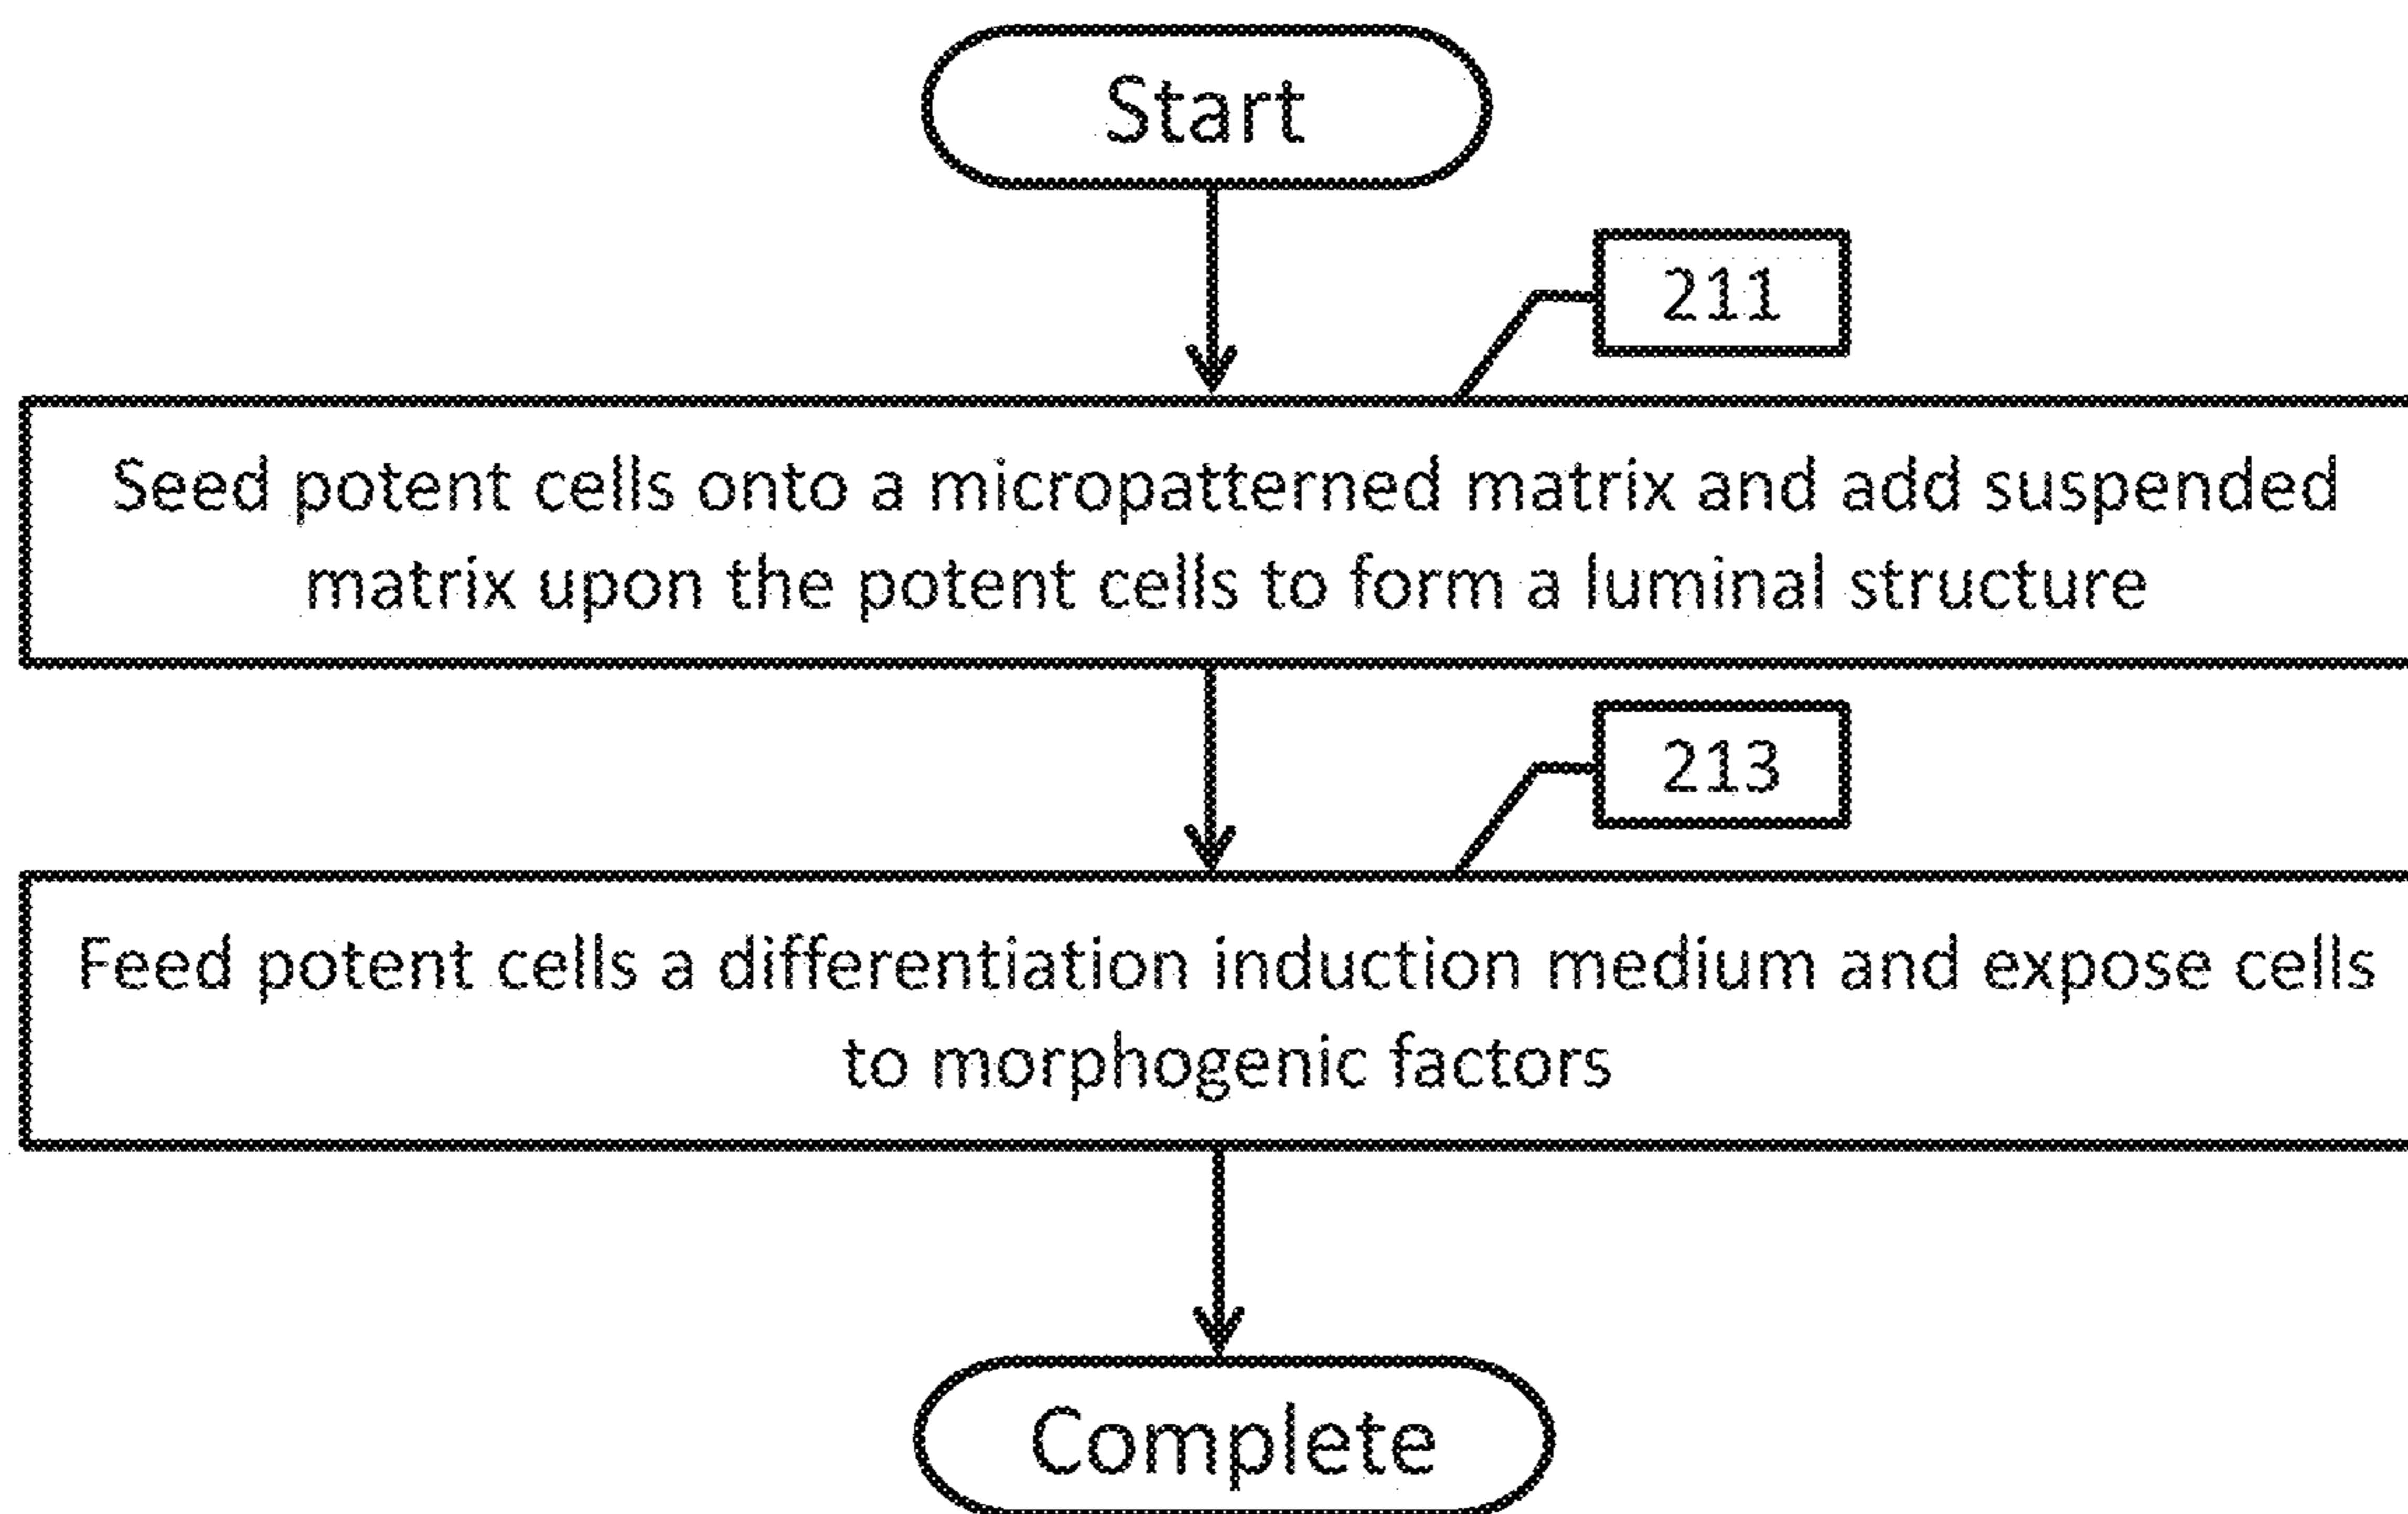 Start
211
Seed potent cells onto a micropatterned matrix and add suspended
matrix upon the potent cells to form a luminal structure
213
Feed potent cells a differentiation induction medium and expose cells
to morphogenic factors
Complete